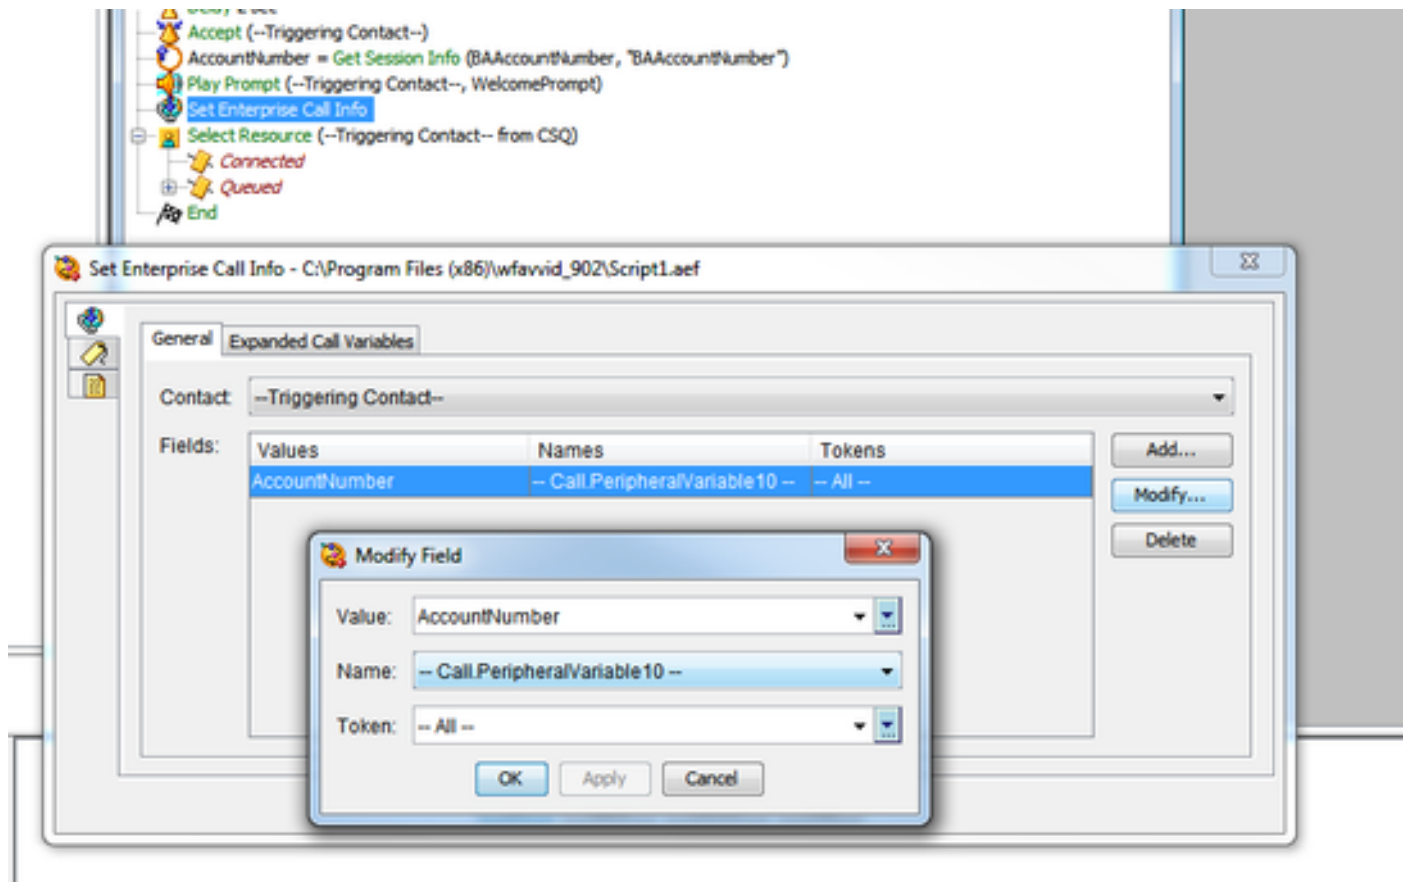 Delay 2 sec
Accept (--Triggering Contact--)
AccountNumber = Get Session Info (BAAccountNumber, "BAAccountNumber")
Play Prompt (--Triggering Contact--, WelcomePrompt)
Set Enterprise Call Info
Select Resource (--Triggering Contact-- from CSQ)
Connected
Queued
End
Set Enterprise Call Info - C:\Program Files (x86)\wfavvid_902\Script1.aef
General Expanded Call Variables
Contact: --Triggering Contact--
Fields: Values Names Tokens Add...
AccountNumber -- Call.PeripheralVariable10 -- -- All -- Modify...
Delete
Modify Field
Value: AccountNumber
Name: -- Call.PeripheralVariable10 --
Token: -- All --
OK Apply Cancel